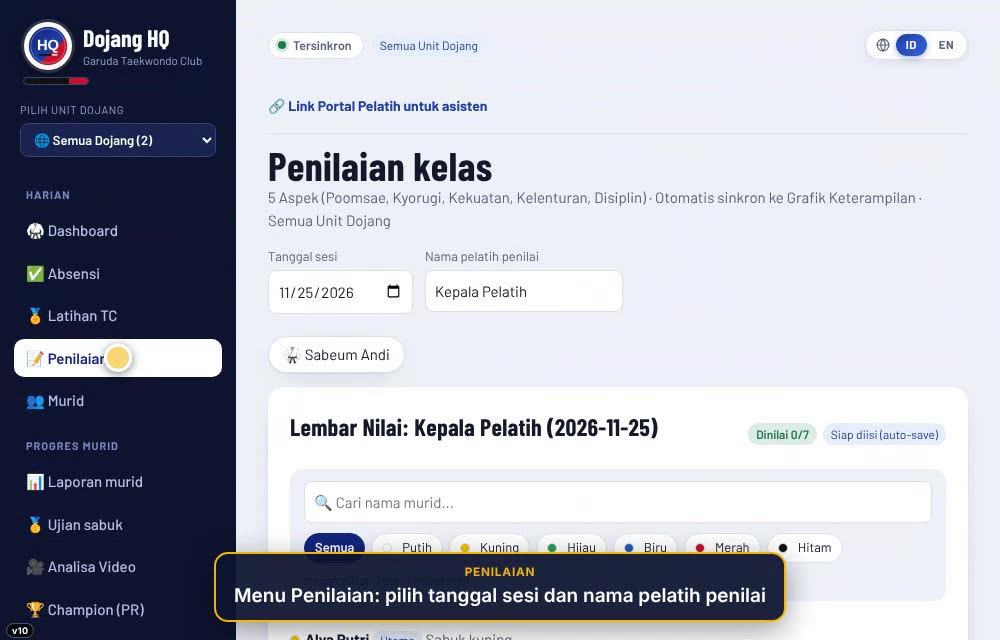 HQ
Dojang HQ
Garuda Taekwondo Club
PILIH UNIT DOJANG
Semua Dojang (2)
HARIAN
Dashboard
Absensi
Latihan TC
Penilaian
Murid
PROGRES MURID
Laporan murid
Ujian sabuk
Analisa Video
Champion (PR)
v10
Tersinkron
Semua Unit Dojang
ID
EN
Link Portal Pelatih untuk asisten
Penilaian kelas
5 Aspek (Poomsae, Kyorugi, Kekuatan, Kelenturan, Disiplin) · Otomatis sinkron ke Grafik Keterampilan ·
Semua Unit Dojang
Tanggal sesi
Nama pelatih penilai
11/25/2026
Kepala Pelatih
Sabeum Andi
Lembar Nilai: Kepala Pelatih (2026-11-25)
Dinilai 0/7
Siap diisi (auto-save)
Cari nama murid...
Semua
Putih
Kuning
Hijau
Biru
Merah
Hitam
PENILAIAN
Menu Penilaian: pilih tanggal sesi dan nama pelatih penilai
Alya Putri
Utama
Sabuk kuning